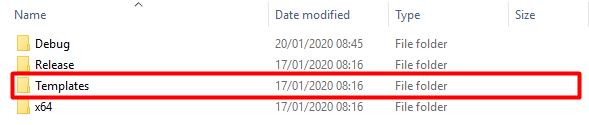 Name Date modified Type Size
Debug 20/01/2020 08:45 File folder
Release 17/01/2020 08:16 File folder
Templates 17/01/2020 08:16 File folder
x64 17/01/2020 08:16 File folder